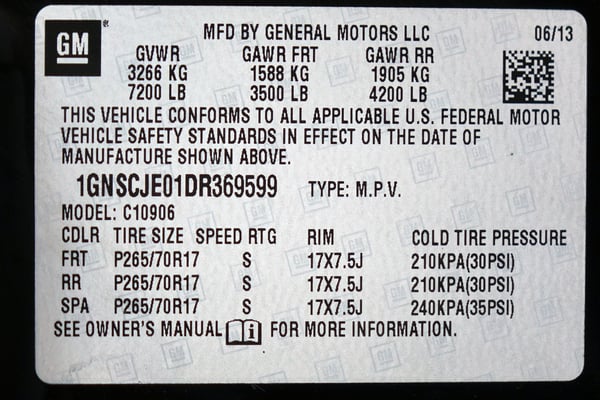 GM
MFD BY GENERAL MOTORS LLC 06/13
GVWR GAWR FRT GAWR RR
3266 KG 1588 KG 1905 KG
7200 LB 3500 LB 4200 LB
THIS VEHICLE CONFORMS TO ALL APPLICABLE U.S. FEDERAL MOTOR
VEHICLE SAFETY STANDARDS IN EFFECT ON THE DATE OF
MANUFACTURE SHOWN ABOVE.
1GNSCJE01DR369599 TYPE: M.P.V.
MODEL: C10906
CDLR TIRE SIZE SPEED RTG RIM COLD TIRE PRESSURE
FRT P265/70R17 S 17X7.5J 210KPA(30PSI)
RR P265/70R17 S 17X7.5J 210KPA(30PSI)
SPA P265/70R17 S 17X7.5J 240KPA(35PSI)
SEE OWNER'S MANUAL i FOR MORE INFORMATION.